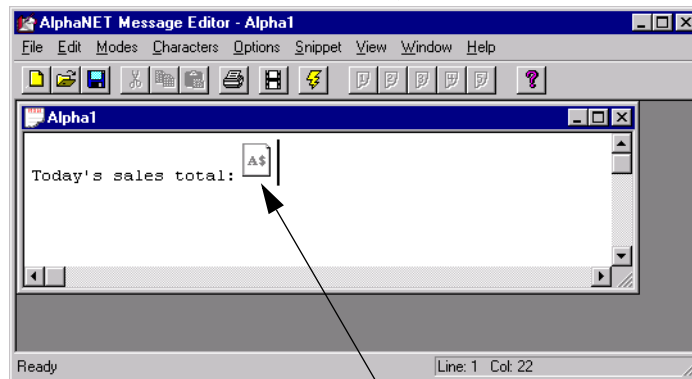 AlphaNET Message Editor - Alpha1
File Edit Modes Characters Options Snippet View Window Help
Alpha1
Today's sales total: A$
Ready Line: 1 Col: 22